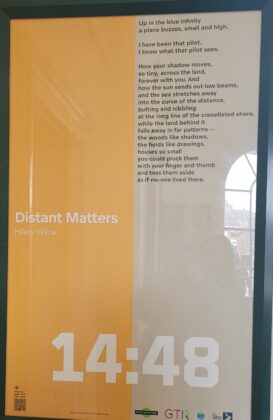 Up in the blue infinity
a plane buzzes, small and high.
I have been that pilot.
I know what that pilot sees.
How your shadow moves,
so tiny, across the land,
forever with you. And
how the sun sends out low beams,
and the sea stretches away
into the curve of the distance,
butting and nibbling
at the long line of the crenellated shore,
while the land behind it
falls away in far patterns --
the woods like shadows,
the fields like drawings,
houses so small
you could pluck them
with your finger and thumb
and toss them aside
as if no-one lived there.
Distant Matters
Hilary Wilce
14:48
GTR